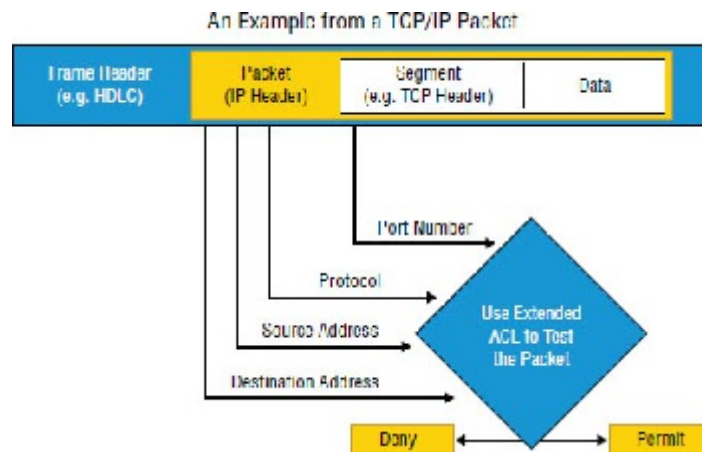 An Example from a TCP/IP Packet
Frame Header
(e.g. HDLC)
Packet
(IP Header)
Segment
(e.g. TCP Header)
Data
Port Number
Protocol
Source Address
Destination Address
Use Extended
ACL to Test
the Packet
Deny
Permit